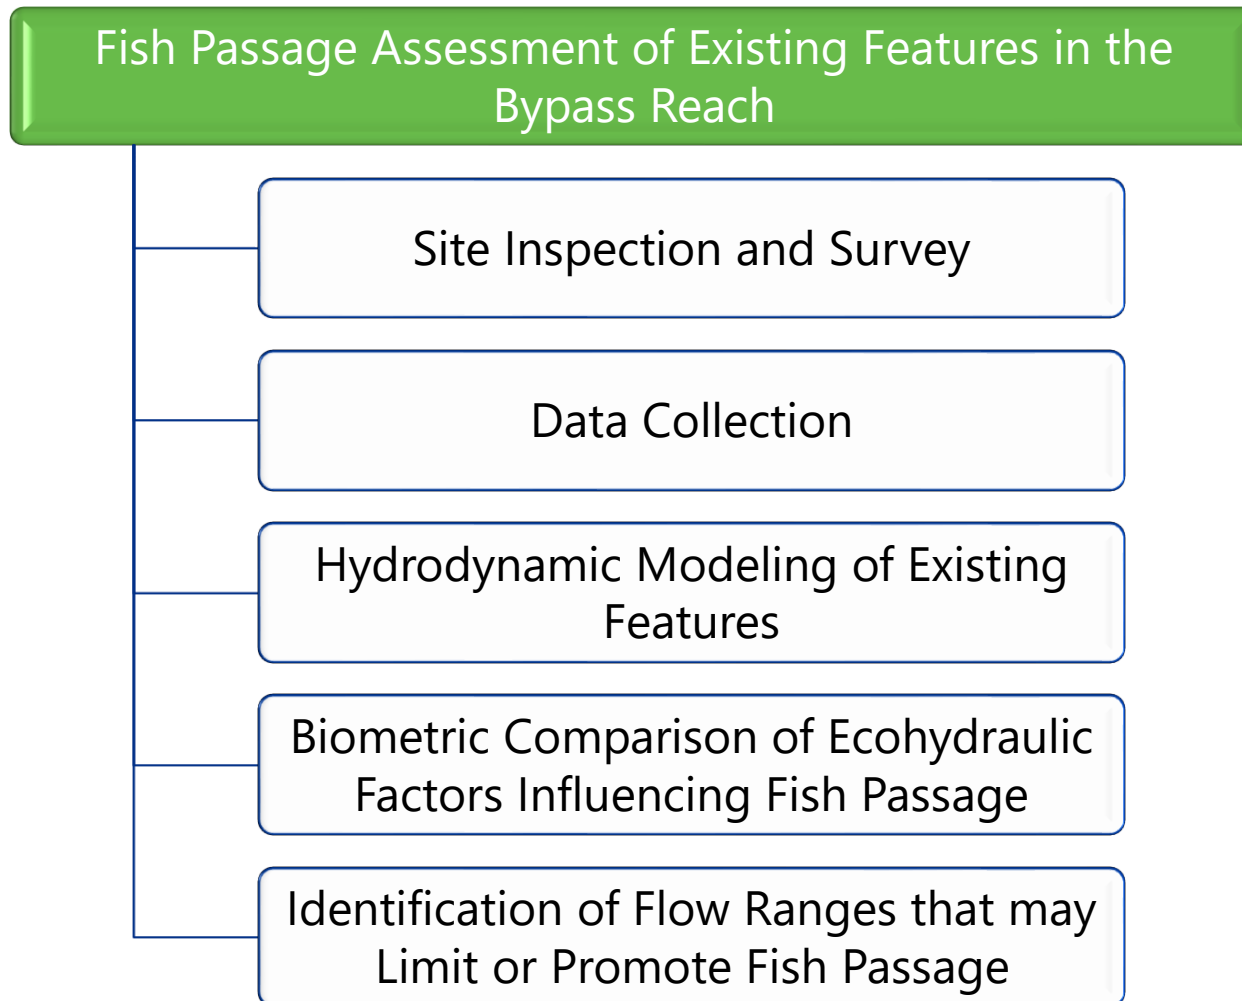 Fish Passage Assessment of Existing Features in the
Bypass Reach
Site Inspection and Survey
Data Collection
Hydrodynamic Modeling of Existing
Features
Biometric Comparison of Ecohydraulic
Factors Influencing Fish Passage
Identification of Flow Ranges that may
Limit or Promote Fish Passage